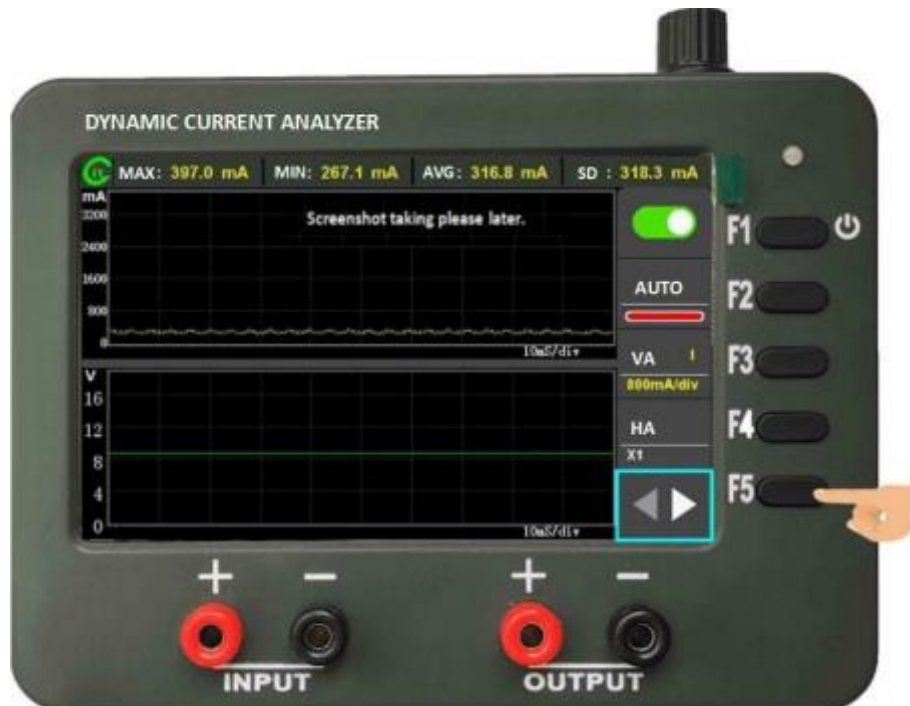 DYNAMIC CURRENT ANALYZER
MAX: 397.0 mA MIN: 267.1 mA AVG: 316.8 mA SD : 318.3 mA
mA
3200
Screenshot taking please later.
2400
1600
800
0
10mS/div
V
16
12
8
4
0
10mS/div
AUTO
VA I
800mA/div
HA
X1
F1
F2
F3
F4
F5
+ − + −
INPUT OUTPUT